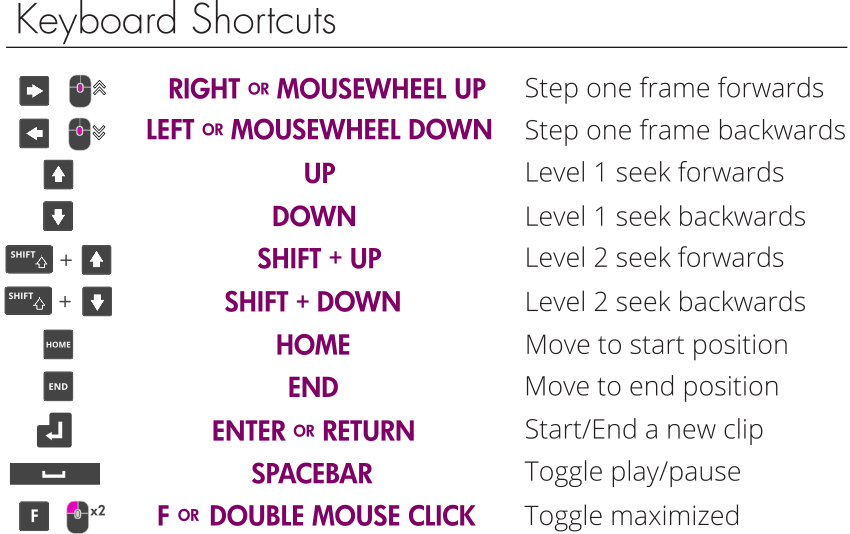 Keyboard Shortcuts
RIGHT OR MOUSEWHEEL UP Step one frame forwards
LEFT OR MOUSEWHEEL DOWN Step one frame backwards
UP Level 1 seek forwards
DOWN Level 1 seek backwards
SHIFT + SHIFT + UP Level 2 seek forwards
SHIFT + SHIFT + DOWN Level 2 seek backwards
HOME HOME Move to start position
END END Move to end position
ENTER OR RETURN Start/End a new clip
SPACEBAR Toggle play/pause
F x2 F OR DOUBLE MOUSE CLICK Toggle maximized